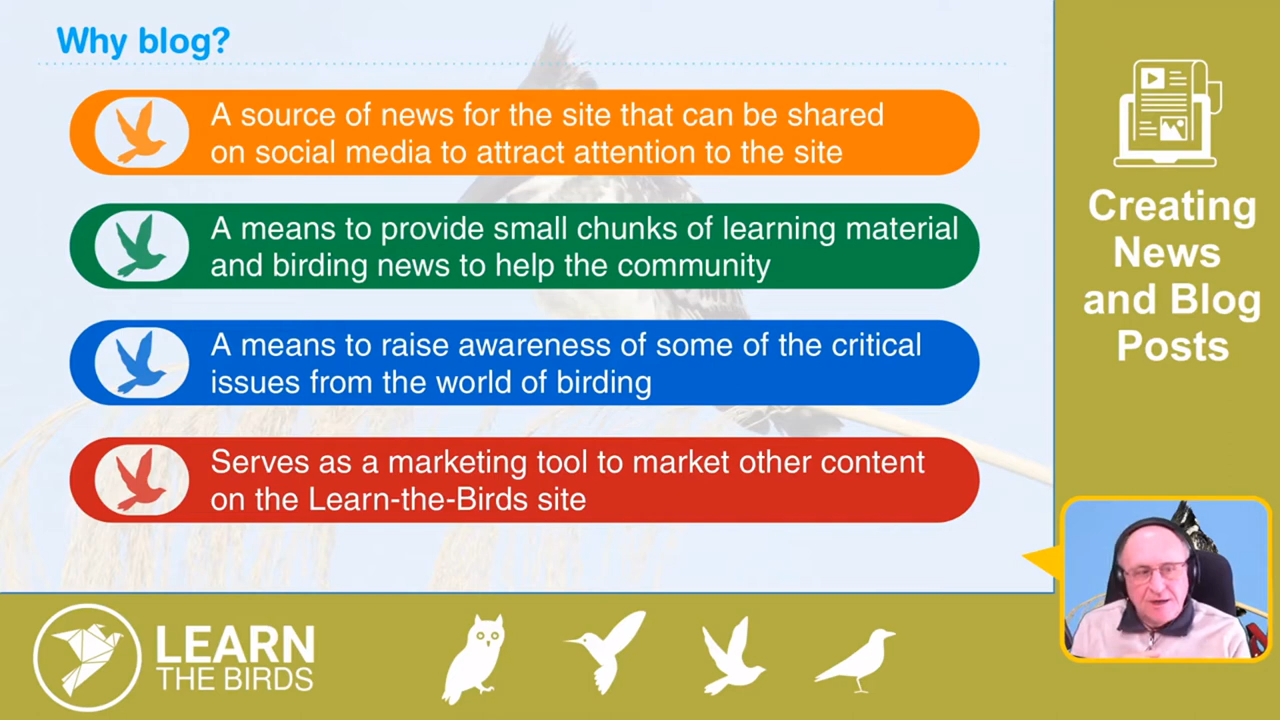 Why blog?
A source of news for the site that can be shared
on social media to attract attention to the site
A means to provide small chunks of learning material
and birding news to help the community
A means to raise awareness of some of the critical
issues from the world of birding
Serves as a marketing tool to market other content
on the Learn-the-Birds site
Creating
News
and Blog
Posts
LEARN
THE BIRDS